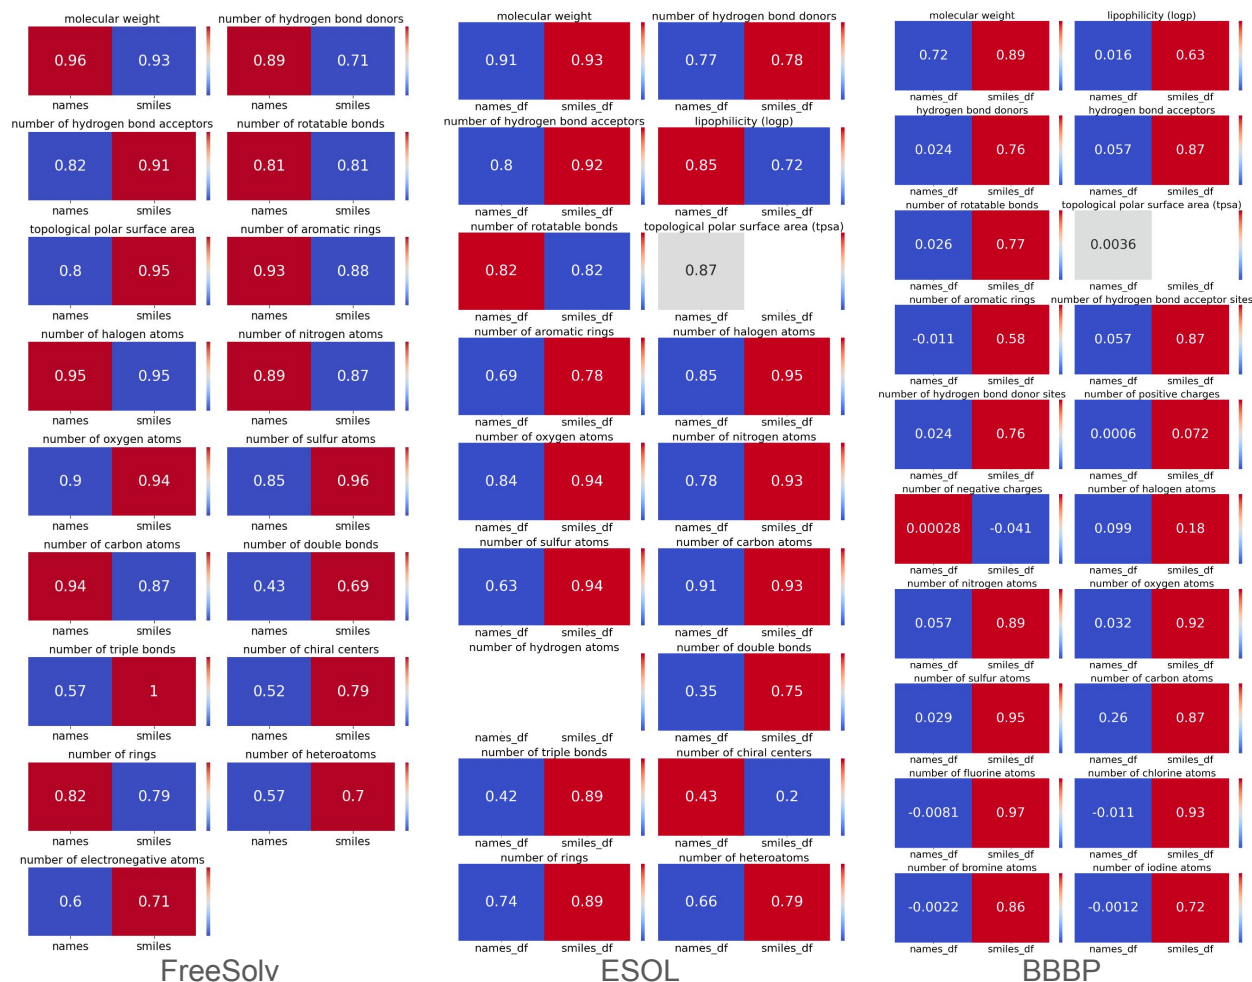 molecular weight
number of hydrogen bond donors
0.96 0.93
0.89 0.71
names smiles
names smiles
number of hydrogen bond acceptors
number of rotatable bonds
0.82 0.91
0.81 0.81
names smiles
names smiles
topological polar surface area
number of aromatic rings
0.8 0.95
0.93 0.88
names smiles
names smiles
number of halogen atoms
number of nitrogen atoms
0.95 0.95
0.89 0.87
names smiles
names smiles
number of oxygen atoms
number of sulfur atoms
0.9 0.94
0.85 0.96
names smiles
names smiles
number of carbon atoms
number of double bonds
0.94 0.87
0.43 0.69
names smiles
names smiles
number of triple bonds
number of chiral centers
0.57 1
0.52 0.79
names smiles
names smiles
number of rings
number of heteroatoms
0.82 0.79
0.57 0.7
names smiles
names smiles
number of electronegative atoms
0.6 0.71
names smiles
FreeSolv
molecular weight
number of hydrogen bond donors
0.91 0.93
0.77 0.78
names_df smiles_df
names_df smiles_df
number of hydrogen bond acceptors
lipophilicity (logp)
0.8 0.92
0.85 0.72
names_df smiles_df
names_df smiles_df
number of rotatable bonds
topological polar surface area (tpsa)
0.82 0.82
0.87
names_df smiles_df
names_df smiles_df
number of aromatic rings
number of halogen atoms
0.69 0.78
0.85 0.95
names_df smiles_df
names_df smiles_df
number of oxygen atoms
number of nitrogen atoms
0.84 0.94
0.78 0.93
names_df smiles_df
names_df smiles_df
number of sulfur atoms
number of carbon atoms
0.63 0.94
0.91 0.93
names_df smiles_df
names_df smiles_df
number of hydrogen atoms
number of double bonds
0.35 0.75
names_df smiles_df
names_df smiles_df
number of triple bonds
number of chiral centers
0.42 0.89
0.43 0.2
names_df smiles_df
names_df smiles_df
number of rings
number of heteroatoms
0.74 0.89
0.66 0.79
names_df smiles_df
names_df smiles_df
ESOL
molecular weight
lipophilicity (logp)
0.72 0.89
0.016 0.63
names_df smiles_df
names_df smiles_df
hydrogen bond donors
hydrogen bond acceptors
0.024 0.76
0.057 0.87
names_df smiles_df
names_df smiles_df
number of rotatable bonds
topological polar surface area (tpsa)
0.026 0.77
0.0036
names_df smiles_df
names_df smiles_df
number of aromatic rings
number of hydrogen bond acceptor sites
-0.011 0.58
0.057 0.87
names_df smiles_df
names_df smiles_df
number of hydrogen bond donor sites
number of positive charges
0.024 0.76
0.0006 0.072
names_df smiles_df
names_df smiles_df
number of negative charges
number of halogen atoms
0.00028 -0.041
0.099 0.18
names_df smiles_df
names_df smiles_df
number of nitrogen atoms
number of oxygen atoms
0.057 0.89
0.032 0.92
names_df smiles_df
names_df smiles_df
number of sulfur atoms
number of carbon atoms
0.029 0.95
0.26 0.87
names_df smiles_df
names_df smiles_df
number of fluorine atoms
number of chlorine atoms
-0.0081 0.97
-0.011 0.93
names_df smiles_df
names_df smiles_df
number of bromine atoms
number of iodine atoms
-0.0022 0.86
-0.0012 0.72
names_df smiles_df
names_df smiles_df
BBBP